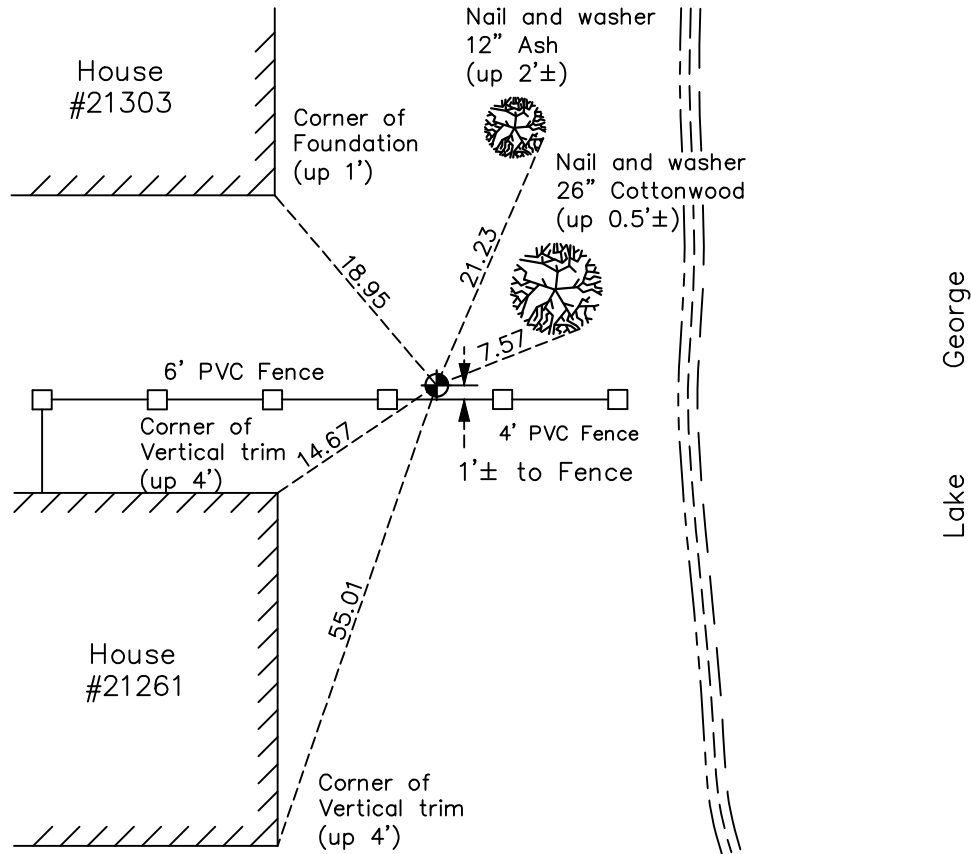 Nail and washer
12” Ash
(up 2’±)
House
#21303
Corner of
Foundation
(up 1’)
Nail and washer
26” Cottonwood
(up 0.5’±)
18.95
21.23
7.57
George
6’ PVC Fence
Corner of
Vertical trim
(up 4’)
14.67
4’ PVC Fence
1’± to Fence
Lake
55.01
House
#21261
Corner of
Vertical trim
(up 4’)